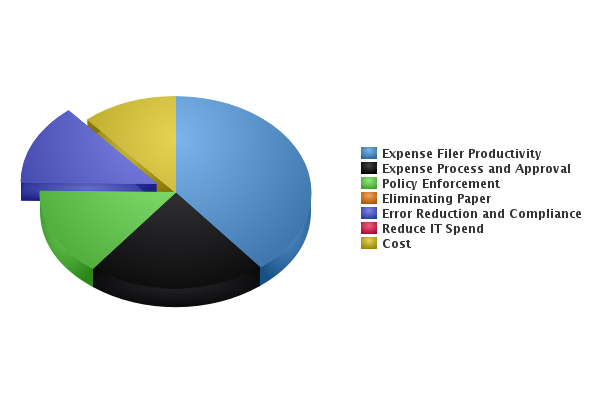 Expense Filer Productivity
Expense Process and Approval
Policy Enforcement
Eliminating Paper
Error Reduction and Compliance
Reduce IT Spend
Cost